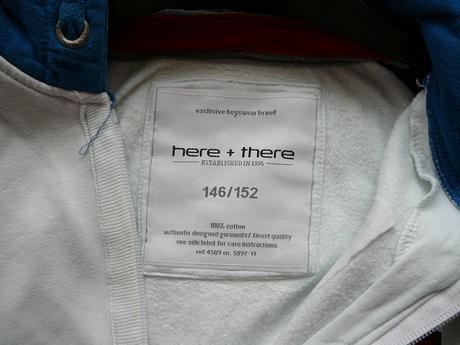 exclusive boyswear brand
here + there
ESTABLISHED IN 1995
146/152
100% cotton
authentic designed garments/ finest quality
see side label for care instructions
ref 4589 nr. 5897-11